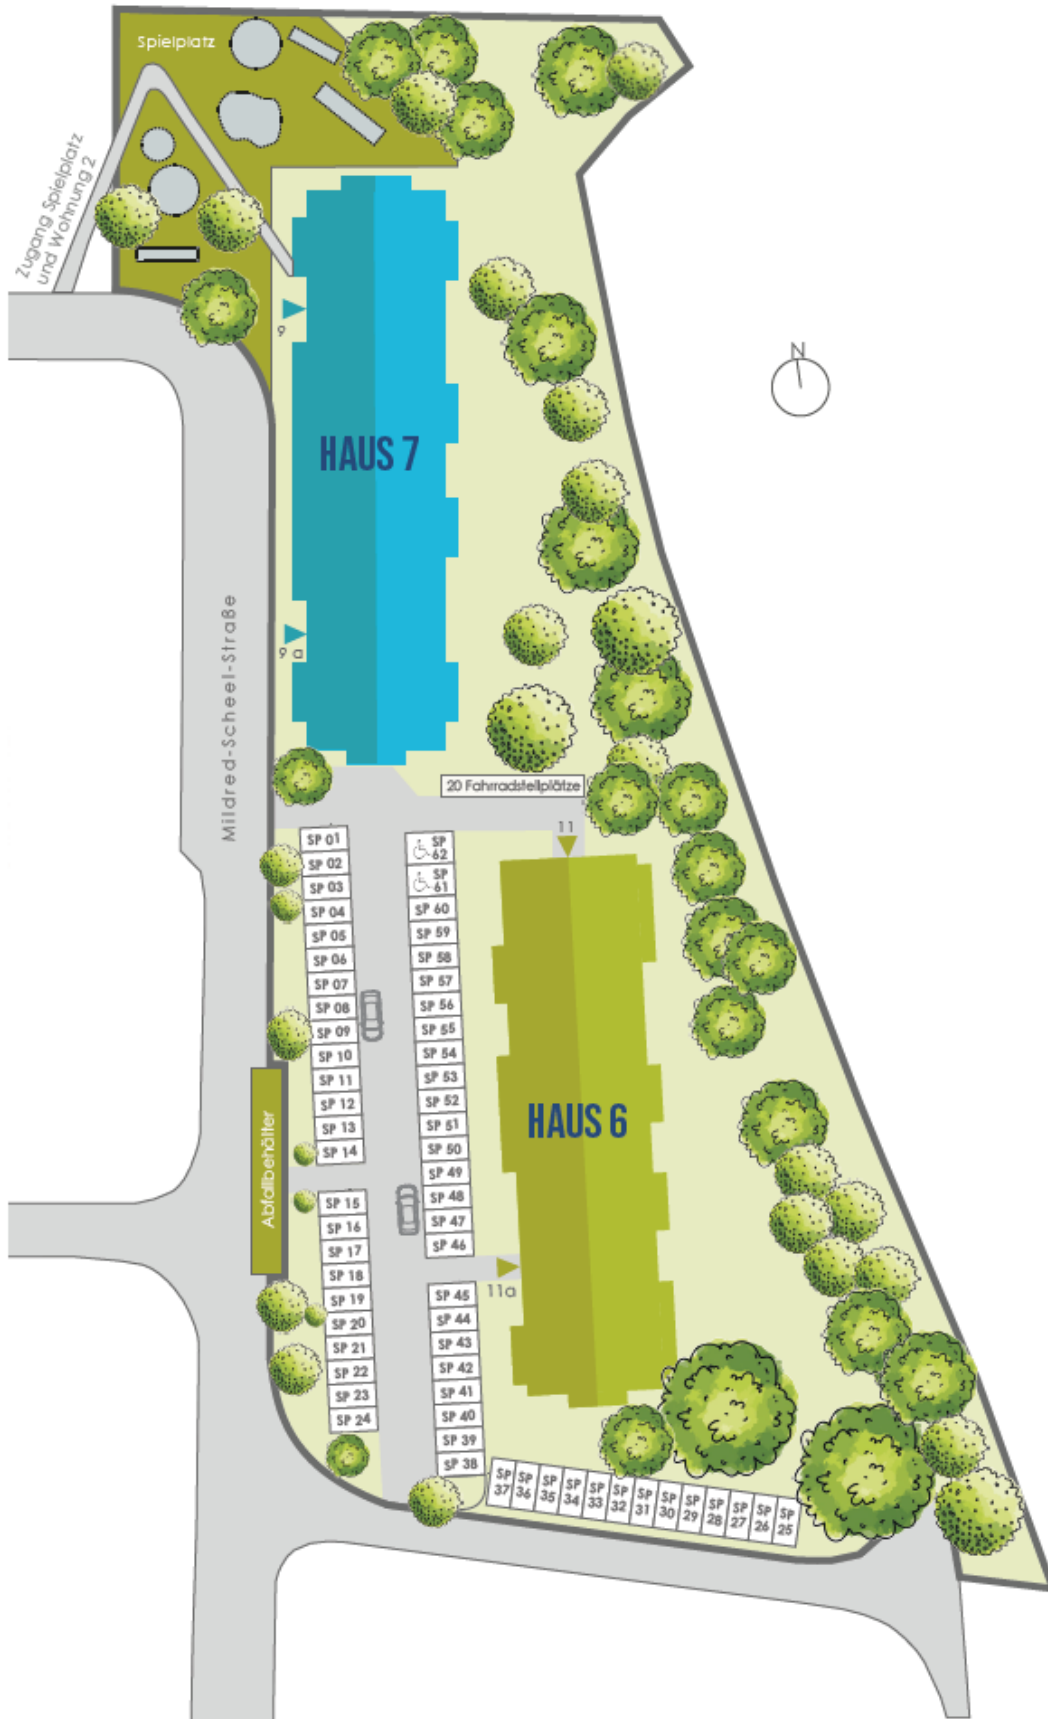 Spielplatz
Zugang Spielplatz
und Wohnung 2
N
9
HAUS 7
9 a
Mildred-Scheel-Straße
20 Fahrradstellplätze
11
SP 01
SP 02
SP 03
SP 04
SP 05
SP 06
SP 07
SP 08
SP 09
SP 10
SP 11
SP 12
SP 13
SP 14
SP 15
SP 16
SP 17
SP 18
SP 19
SP 20
SP 21
SP 22
SP 23
SP 24
SP
62
SP
61
SP 60
SP 59
SP 58
SP 57
SP 56
SP 55
SP 54
SP 53
SP 52
SP 51
SP 50
SP 49
SP 48
SP 47
SP 46
SP 45
SP 44
SP 43
SP 42
SP 41
SP 40
SP 39
SP 38
HAUS 6
Abfallbehälter
11a
SP
37
SP
36
SP
35
SP
34
SP
33
SP
32
SP
31
SP
30
SP
29
SP
28
SP
27
SP
26
SP
25